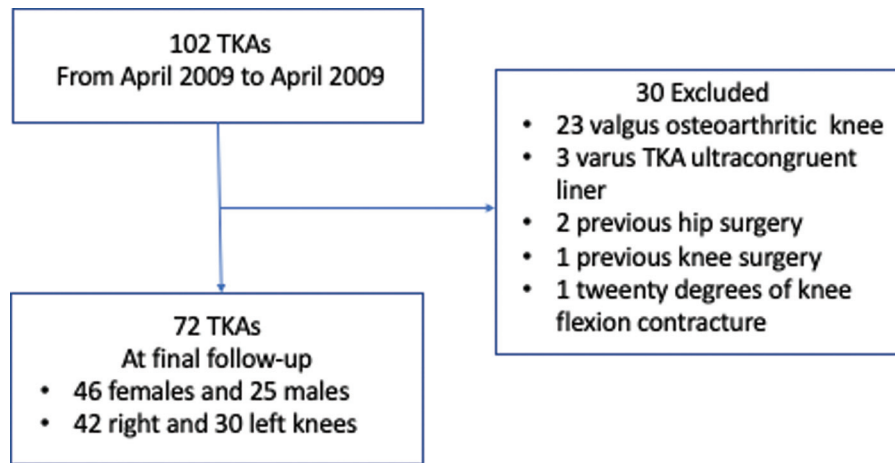 102 TKAs
From April 2009 to April 2009
30 Excluded
• 23 valgus osteoarthritic knee
• 3 varus TKA ultracongruent
liner
• 2 previous hip surgery
• 1 previous knee surgery
• 1 tweenty degrees of knee
flexion contracture
72 TKAs
At final follow-up
• 46 females and 25 males
• 42 right and 30 left knees